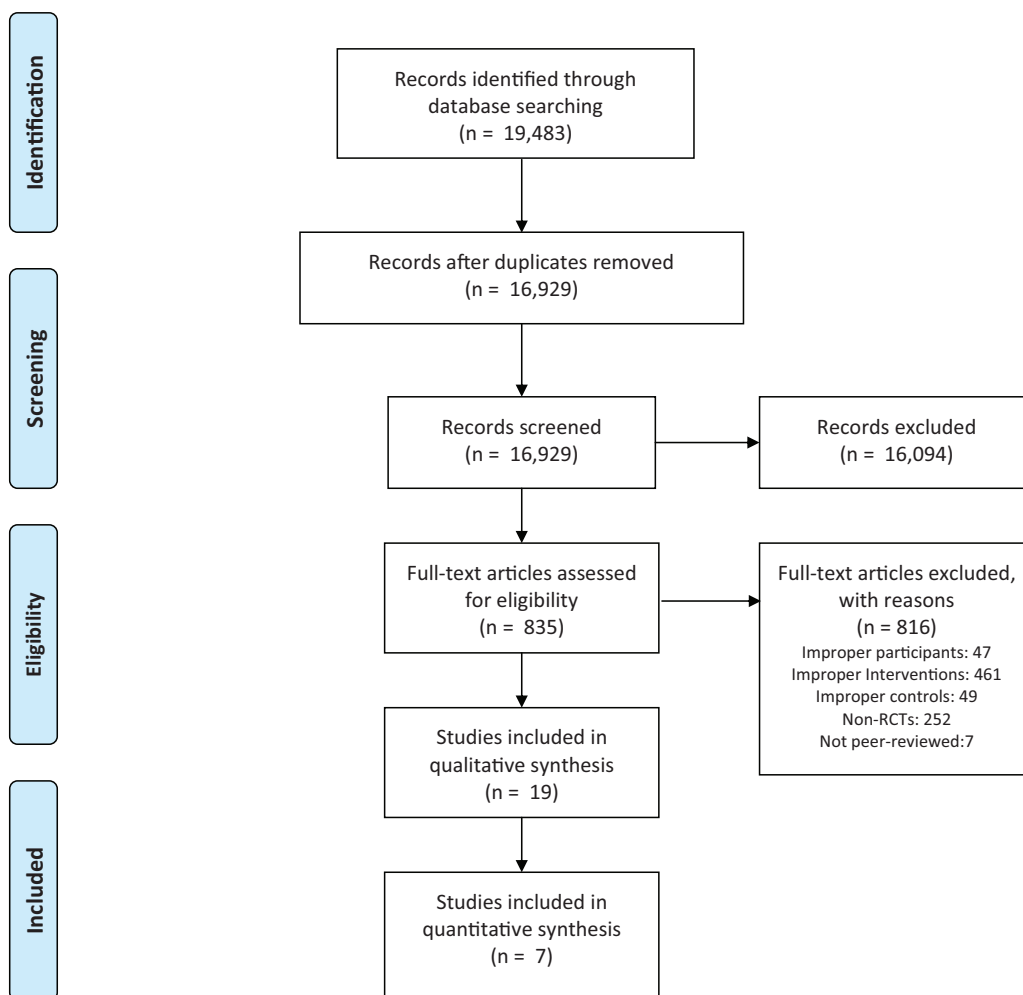 Identification
Records identified through
database searching
(n = 19,483)
Records after duplicates removed
(n = 16,929)
Screening
Records screened
(n = 16,929)
Records excluded
(n = 16,094)
Eligibility
Full-text articles assessed
for eligibility
(n = 835)
Full-text articles excluded,
with reasons
(n = 816)
Improper participants: 47
Improper Interventions: 461
Improper controls: 49
Non-RCTs: 252
Not peer-reviewed:7
Studies included in
qualitative synthesis
(n = 19)
Included
Studies included in
quantitative synthesis
(n = 7)